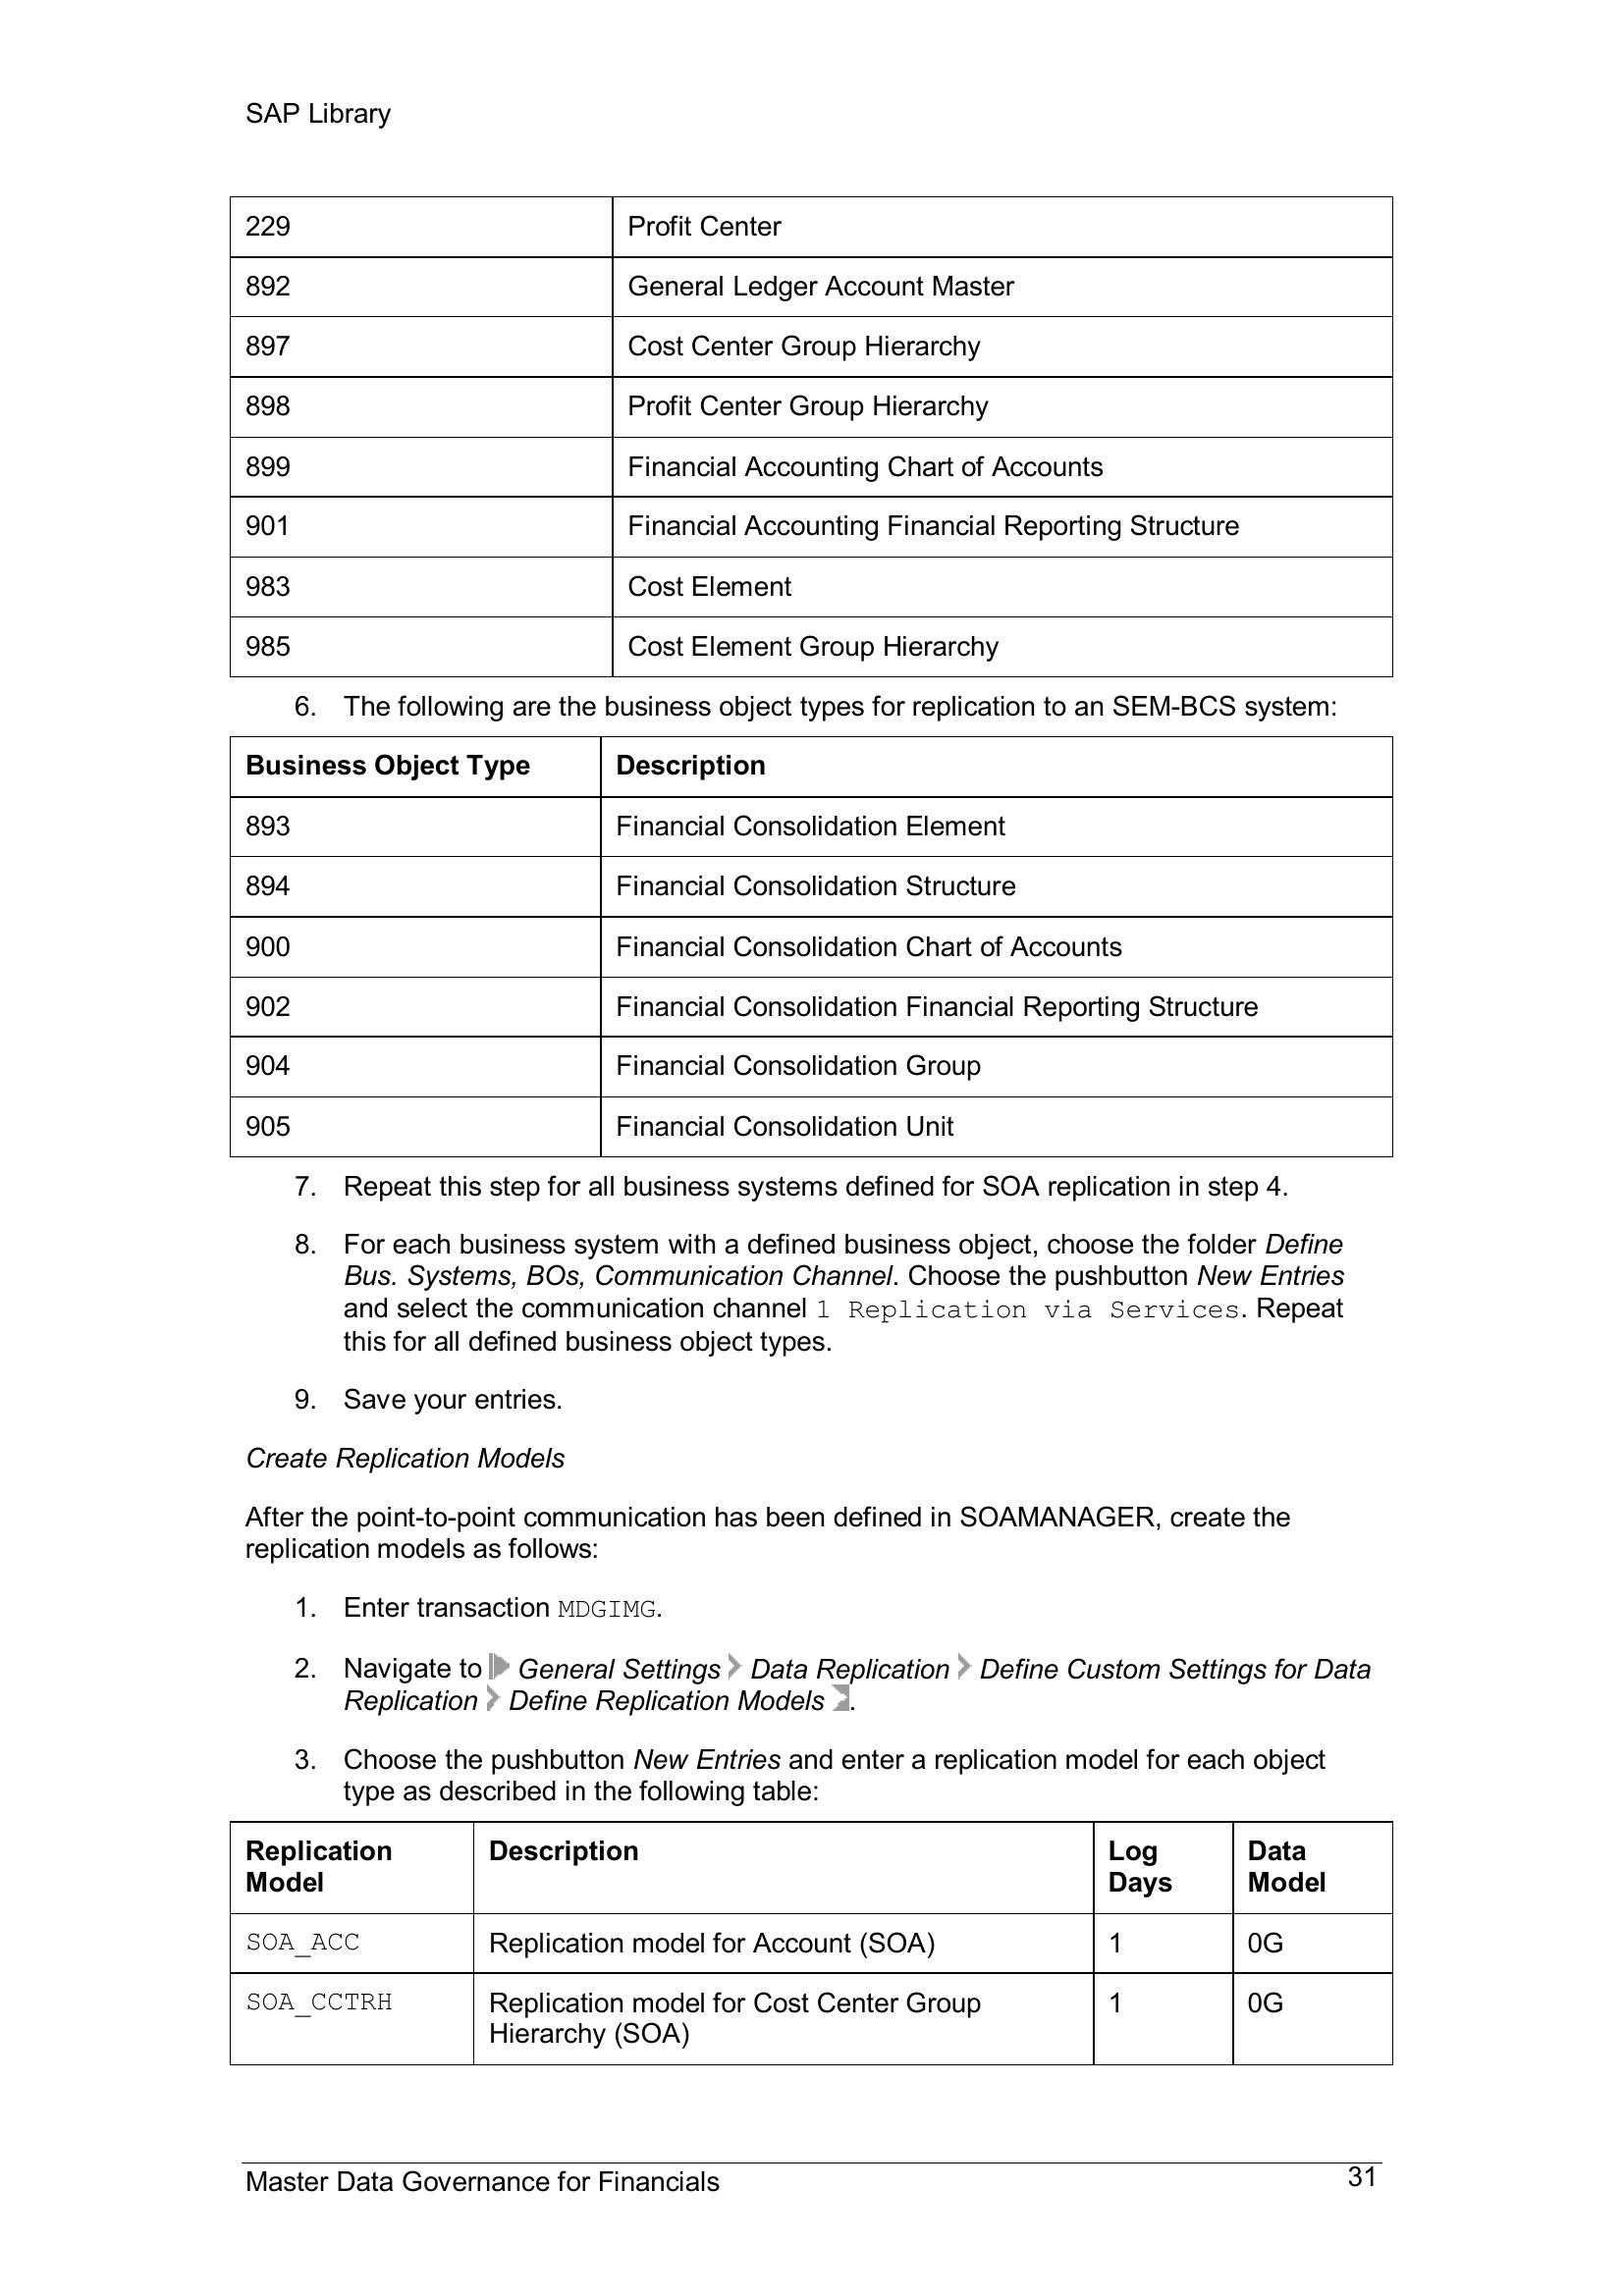 SAP Library
229 Profit Center
892 General Ledger Account Master
897 Cost Center Group Hierarchy
898 Profit Center Group Hierarchy
899 Financial Accounting Chart of Accounts
901 Financial Accounting Financial Reporting Structure
983 Cost Element
985 Cost Element Group Hierarchy
6. The following are the business object types for replication to an SEM-BCS system:
Business Object Type Description
893 Financial Consolidation Element
894 Financial Consolidation Structure
900 Financial Consolidation Chart of Accounts
902 Financial Consolidation Financial Reporting Structure
904 Financial Consolidation Group
905 Financial Consolidation Unit
7. Repeat this step for all business systems defined for SOA replication in step 4.
8. For each business system with a defined business object, choose the folder Define
Bus. Systems, BOs, Communication Channel. Choose the pushbutton New Entries
and select the communication channel 1 Replication via Services. Repeat
this for all defined business object types.
9. Save your entries.
Create Replication Models
After the point-to-point communication has been defined in SOAMANAGER, create the
replication models as follows:
1. Enter transaction MDGIMG.
2. Navigate to General Settings Data Replication Define Custom Settings for Data
Replication Define Replication Models .
3. Choose the pushbutton New Entries and enter a replication model for each object
type as described in the following table:
Replication Description Log Data
Model Days Model
SOA_ACC Replication model for Account (SOA) 1 0G
SOA_CCTRH Replication model for Cost Center Group 1 0G
Hierarchy (SOA)
Master Data Governance for Financials 31